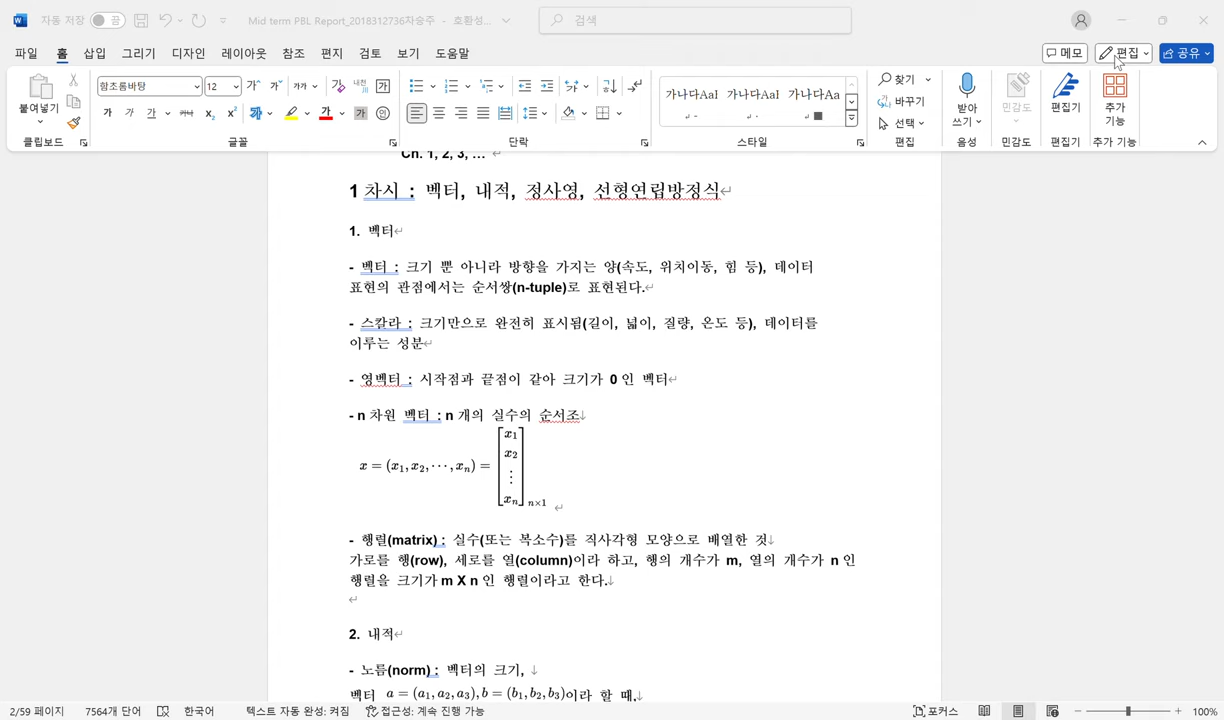 자동 저장 끔 Mid term PBL Report_2018312736차승주 - 호환성... 검색
파일 홈 삽입 그리기 디자인 레이아웃 참조 편지 검토 보기 도움말 메모 편집 공유
붙여넣기 함초롬바탕 12 가나다AaI 가나다AaI 가나다Aa 찾기 바꾸기 선택 받아쓰기 민감도 편집기 추가 기능
클립보드 글꼴 단락 스타일 편집 음성 민감도 편집기 추가 기능
Ch. 1, 2, 3, ...
1 차시 : 벡터, 내적, 정사영, 선형연립방정식
1. 벡터
- 벡터 : 크기 뿐 아니라 방향을 가지는 양(속도, 위치이동, 힘 등), 데이터
표현의 관점에서는 순서쌍(n-tuple)로 표현된다.
- 스칼라 : 크기만으로 완전히 표시됨(길이, 넓이, 질량, 온도 등), 데이터를
이루는 성분
- 영벡터 : 시작점과 끝점이 같아 크기가 0 인 벡터
- n 차원 벡터 : n 개의 실수의 순서조
x = (x₁, x₂, ⋯, xₙ) = [x₁ x₂ ⋮ xₙ] n×1
- 행렬(matrix) : 실수(또는 복소수)를 직사각형 모양으로 배열한 것
가로를 행(row), 세로를 열(column)이라 하고, 행의 개수가 m, 열의 개수가 n 인
행렬을 크기가 m X n 인 행렬이라고 한다.
2. 내적
- 노름(norm) : 벡터의 크기,
벡터 a = (a₁, a₂, a₃), b = (b₁, b₂, b₃)이라 할 때,
2/59 페이지 7564개 단어 한국어 텍스트 자동 완성: 켜짐 접근성: 계속 진행 가능 포커스 100%